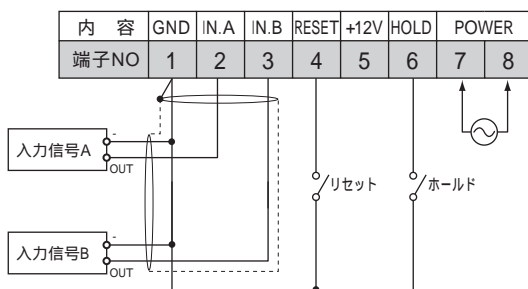 内 容 GND IN.A IN.B RESET +12V HOLD POWER
端子NO 1 2 3 4 5 6 7 8
入力信号A
-
OUT
リセット
ホールド
入力信号B
-
OUT